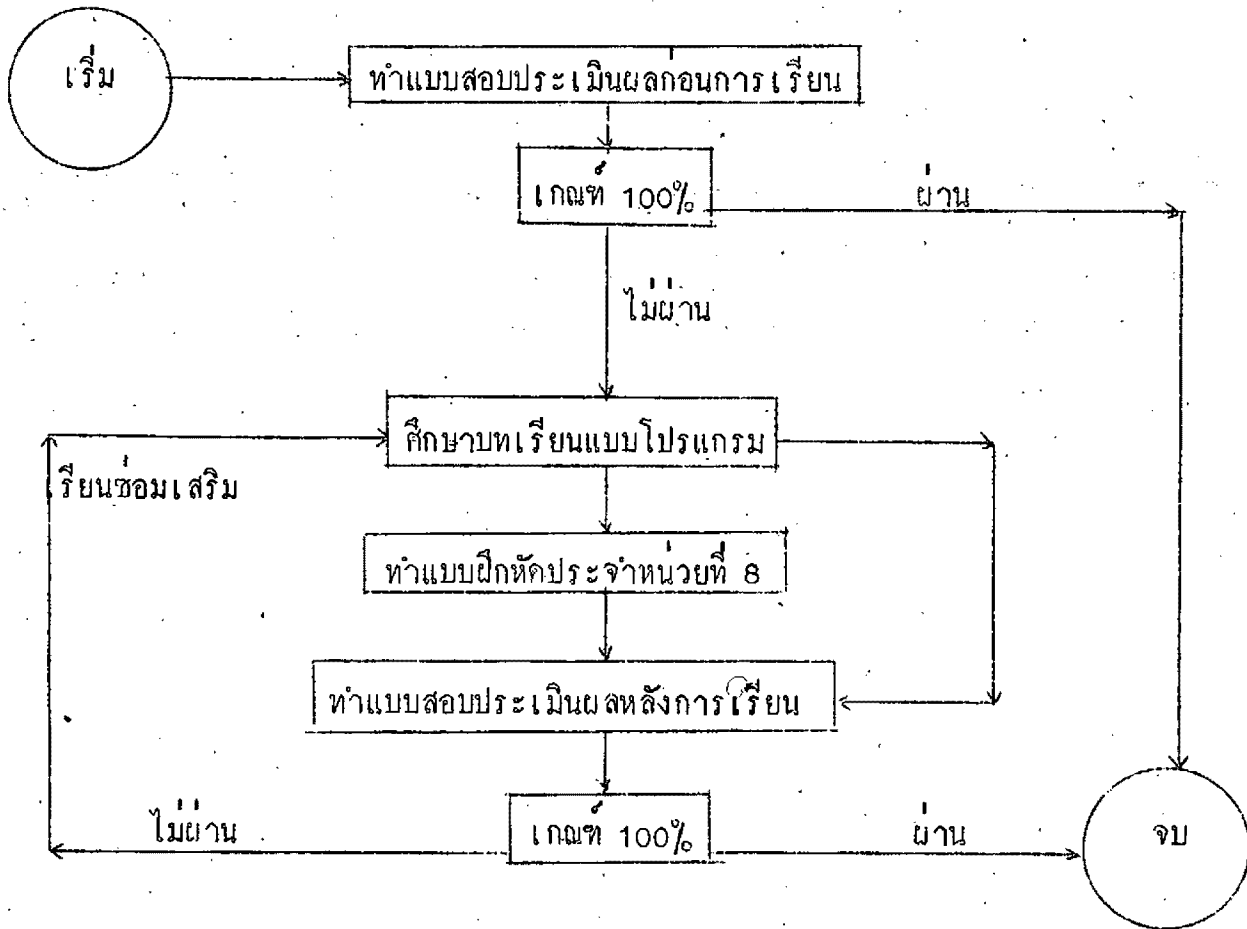 เริ่ม
ทำแบบสอบประเมินผลก่อนการเรียน
เกณฑ์ 100%
ผ่าน
ไม่ผ่าน
ศึกษาบทเรียนแบบโปรแกรม
เรียนซ่อมเสริม
ทำแบบฝึกหัดประจำหน่วยที่ 8
ทำแบบสอบประเมินผลหลังการเรียน
ไม่ผ่าน
เกณฑ์ 100%
ผ่าน
จบ